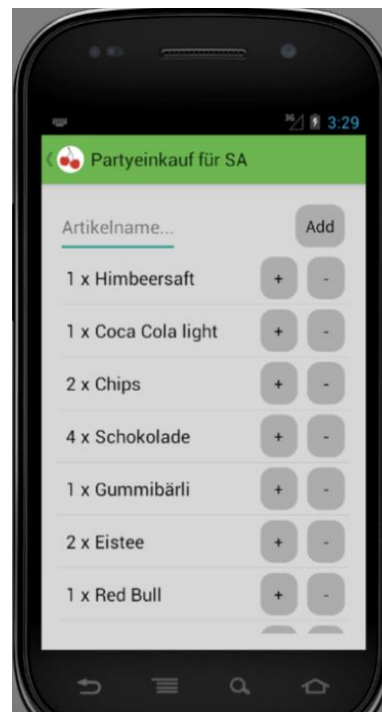 3G 3:29
Partyeinkauf für SA
Artikelname... Add
1 x Himbeersaft + -
1 x Coca Cola light + -
2 x Chips + -
4 x Schokolade + -
1 x Gummibärli + -
2 x Eistee + -
1 x Red Bull + -